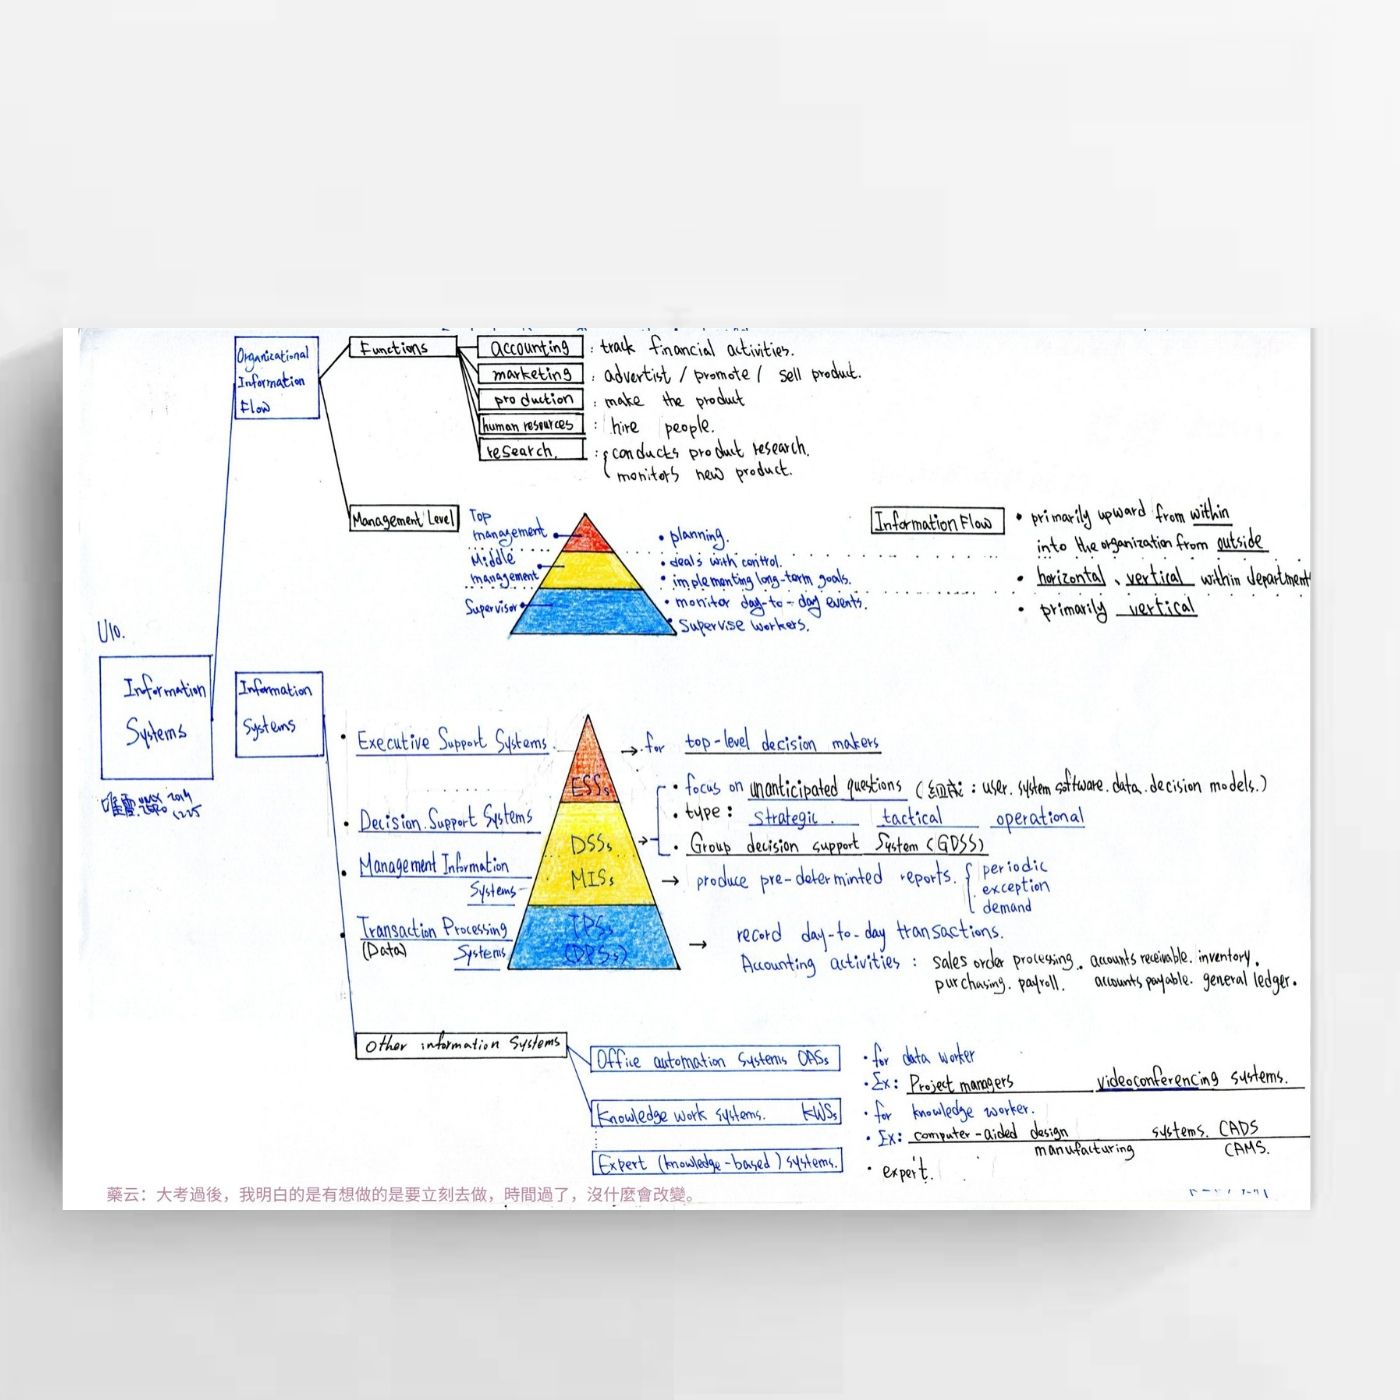 Organizational
Information
Flow
Functions
accounting : track financial activities.
marketing : advertist / promote / sell product.
production : make the product
human resources : hire people.
research. : conducts product research.
monitors new product.
Management Level
Top
management
• planning.
Middle
management
• deals with control.
• implementing long-term goals.
Supervisor
• monitor day-to-day events.
• Supervise workers.
Information Flow
• primarily upward from within
into the organization from outside
• horizontal、vertical within department
• primarily vertical
U10.
Information
Systems
Information
Systems
• Executive Support Systems.
ESSs
→ for top-level decision makers
• Decision Support Systems
DSSs
• focus on unanticipated questions (組成: user. system software. data. decision models.)
• type: strategic. tactical operational
• Group decision support System (GDSS)
• Management Information
Systems
MISs
→ produce pre-determinted reports. periodic
exception
demand
• Transaction Processing
(Data) Systems
TPSs
(DPSs)
→ record day-to-day transactions.
Accounting activities : sales order processing. accounts receivable. inventory.
purchasing. payroll. accounts payable. general ledger.
Other information Systems
Office automation Systems OASs
• for data worker
• Ex: Project managers videoconferencing systems.
Knowledge work systems. KWSs
• for knowledge worker.
• Ex: computer-aided design systems. CADS
manufacturing CAMS.
Expert (knowledge-based) systems.
• expert.
藥云：大考過後，我明白的是有想做的是要立刻去做，時間過了，沒什麼會改變。